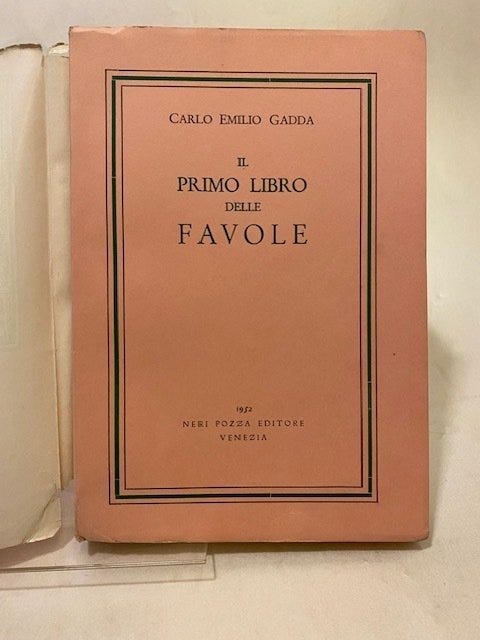 CARLO EMILIO GADDA
IL
PRIMO LIBRO
DELLE
FAVOLE
1952
NERI POZZA EDITORE
VENEZIA